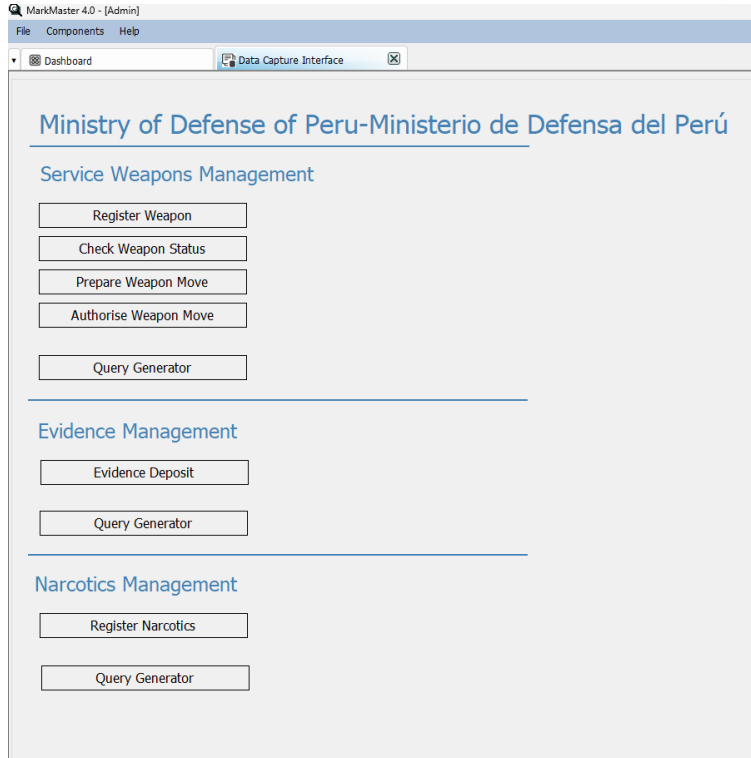 MarkMaster 4.0 - [Admin]
File Components Help
Dashboard Data Capture Interface
Ministry of Defense of Peru-Ministerio de Defensa del Perú
Service Weapons Management
Register Weapon
Check Weapon Status
Prepare Weapon Move
Authorise Weapon Move
Query Generator
Evidence Management
Evidence Deposit
Query Generator
Narcotics Management
Register Narcotics
Query Generator